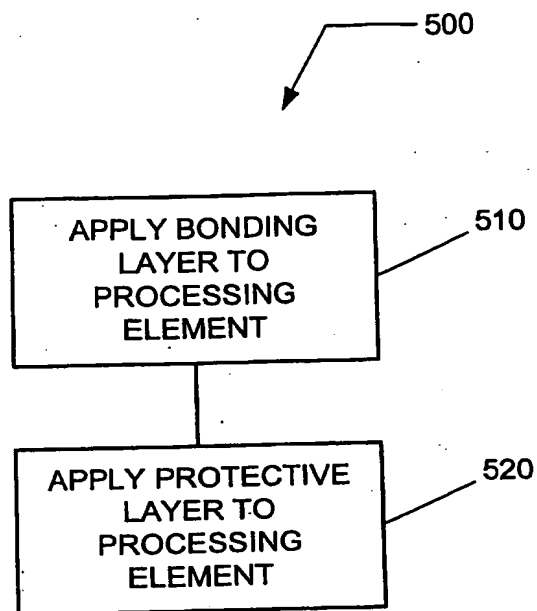 500
APPLY BONDING
LAYER TO
PROCESSING
ELEMENT
510
APPLY PROTECTIVE
LAYER TO
PROCESSING
ELEMENT
520